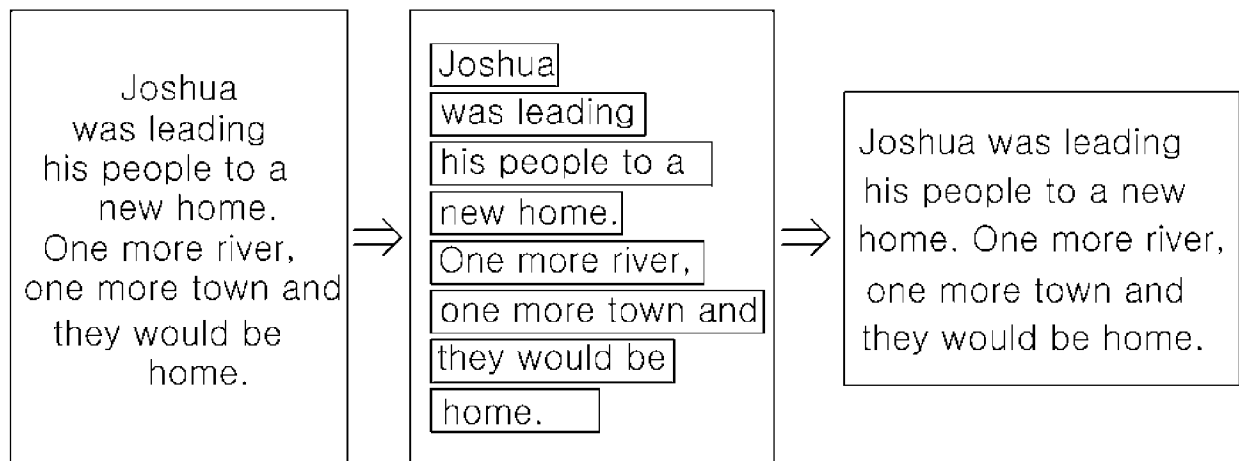 Joshua
was leading
his people to a
new home.
One more river,
one more town and
they would be
home.
Joshua
was leading
his people to a
new home.
One more river,
one more town and
they would be
home.
Joshua was leading
his people to a new
home. One more river,
one more town and
they would be home.